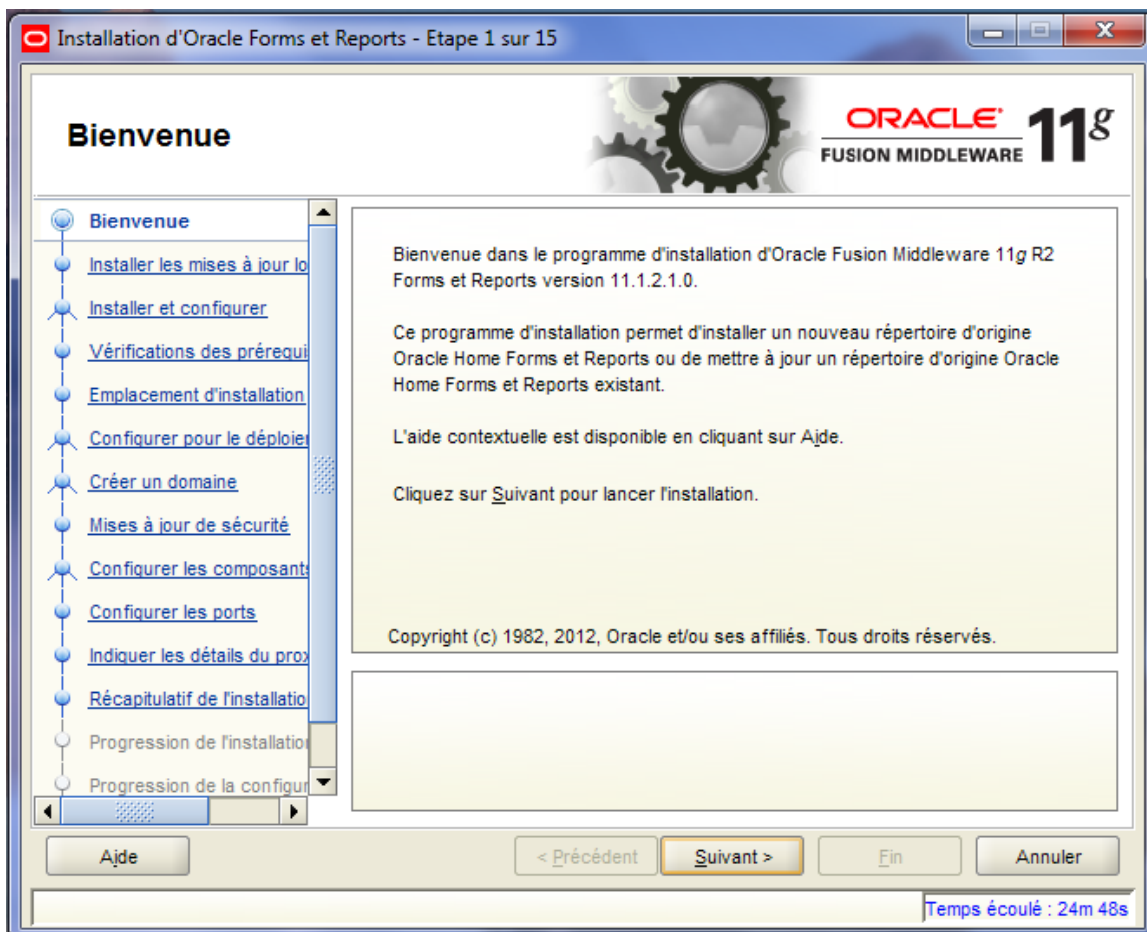 Installation d'Oracle Forms et Reports - Etape 1 sur 15
Bienvenue
ORACLE
FUSION MIDDLEWARE 11g
Bienvenue
Installer les mises à jour lo
Installer et configurer
Vérifications des prérequi
Emplacement d'installation
Configurer pour le déploie
Créer un domaine
Mises à jour de sécurité
Configurer les composants
Configurer les ports
Indiquer les détails du prox
Récapitulatif de l'installatio
Progression de l'installation
Progression de la configur
Bienvenue dans le programme d'installation d'Oracle Fusion Middleware 11g R2
Forms et Reports version 11.1.2.1.0.
Ce programme d'installation permet d'installer un nouveau répertoire d'origine
Oracle Home Forms et Reports ou de mettre à jour un répertoire d'origine Oracle
Home Forms et Reports existant.
L'aide contextuelle est disponible en cliquant sur Aide.
Cliquez sur Suivant pour lancer l'installation.
Copyright (c) 1982, 2012, Oracle et/ou ses affiliés. Tous droits réservés.
Aide
< Précédent
Suivant >
Fin
Annuler
Temps écoulé : 24m 48s